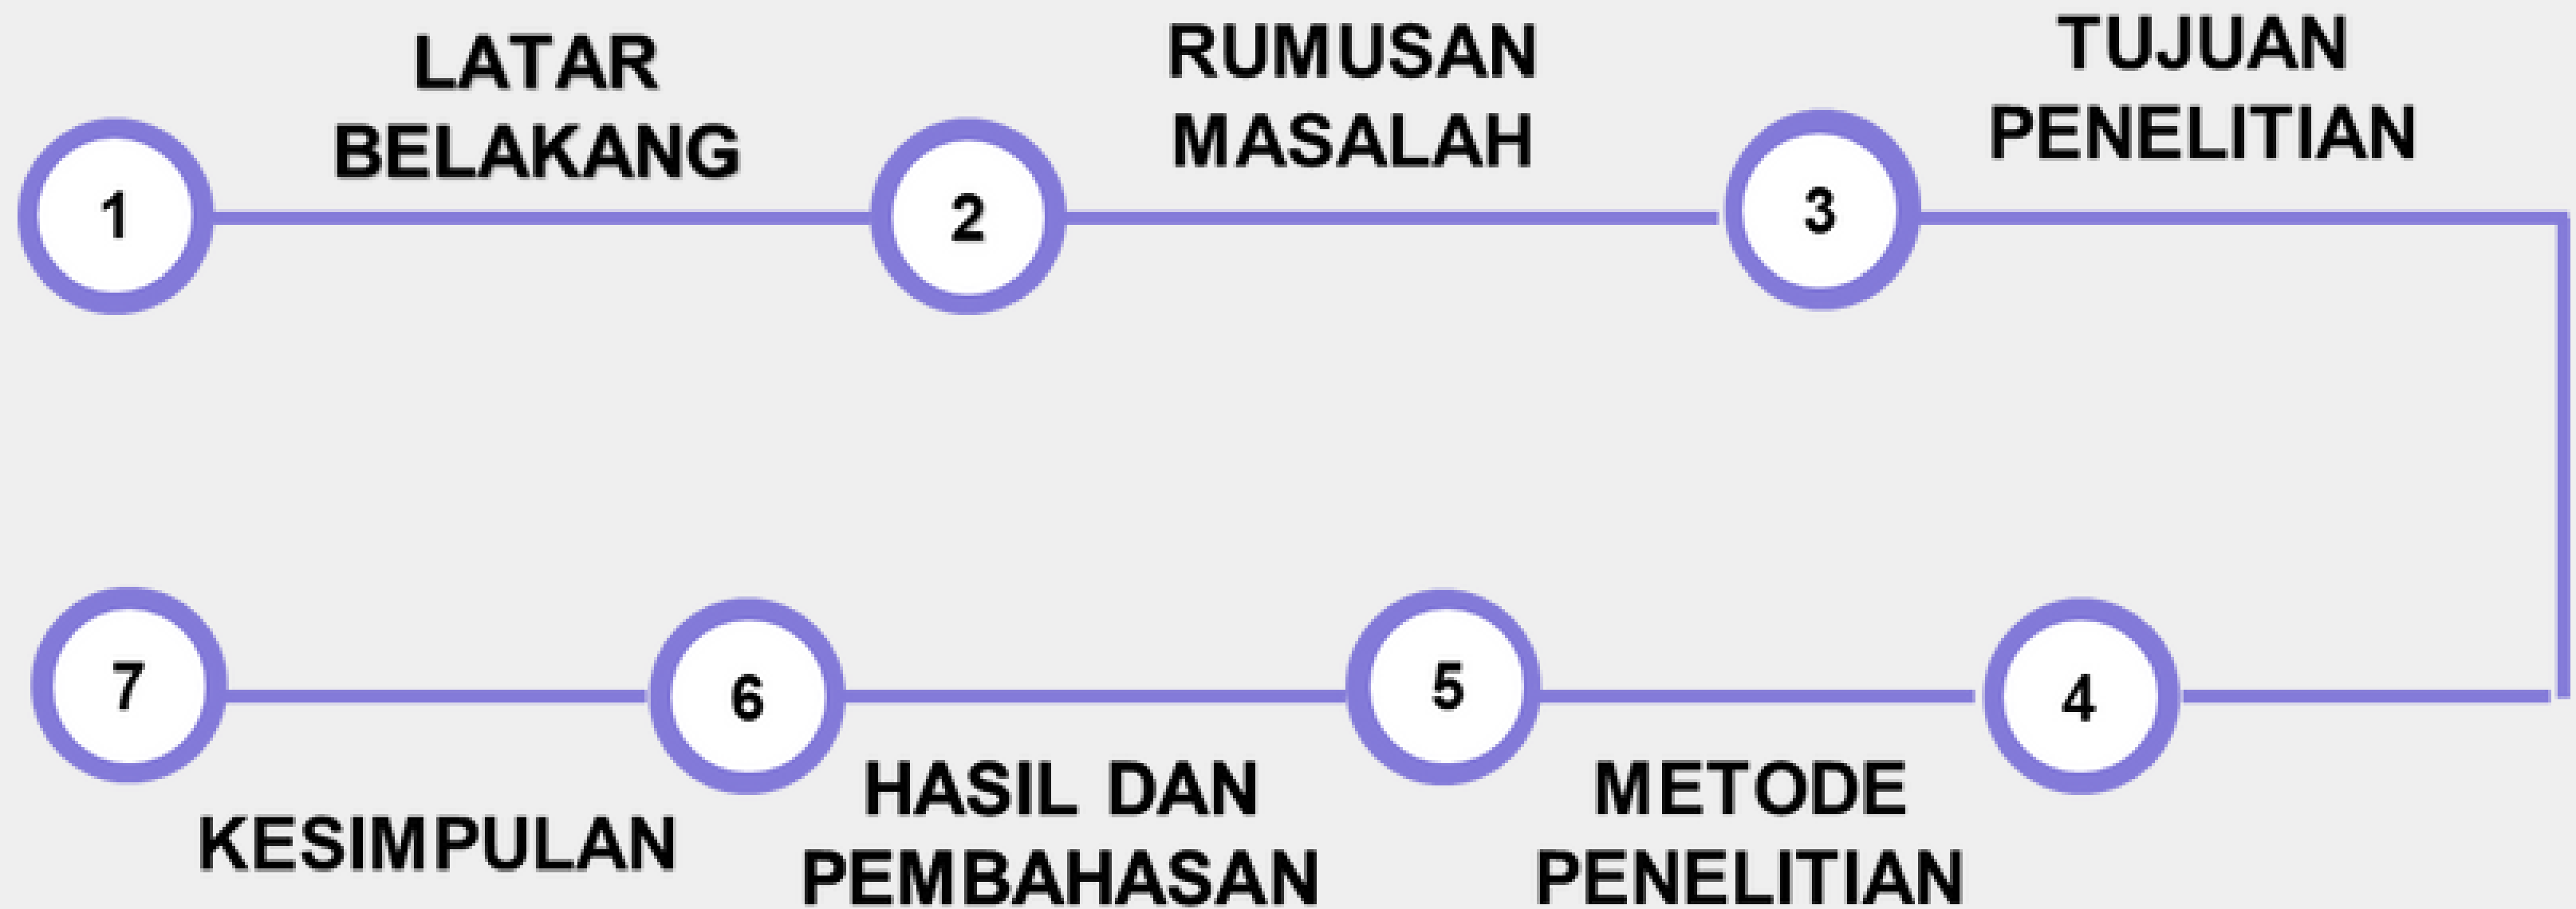 1
LATAR
BELAKANG
2
RUMUSAN
MASALAH
3
TUJUAN
PENELITIAN
4
METODE
PENELITIAN
5
HASIL DAN
PEMBAHASAN
6
KESIMPULAN
7